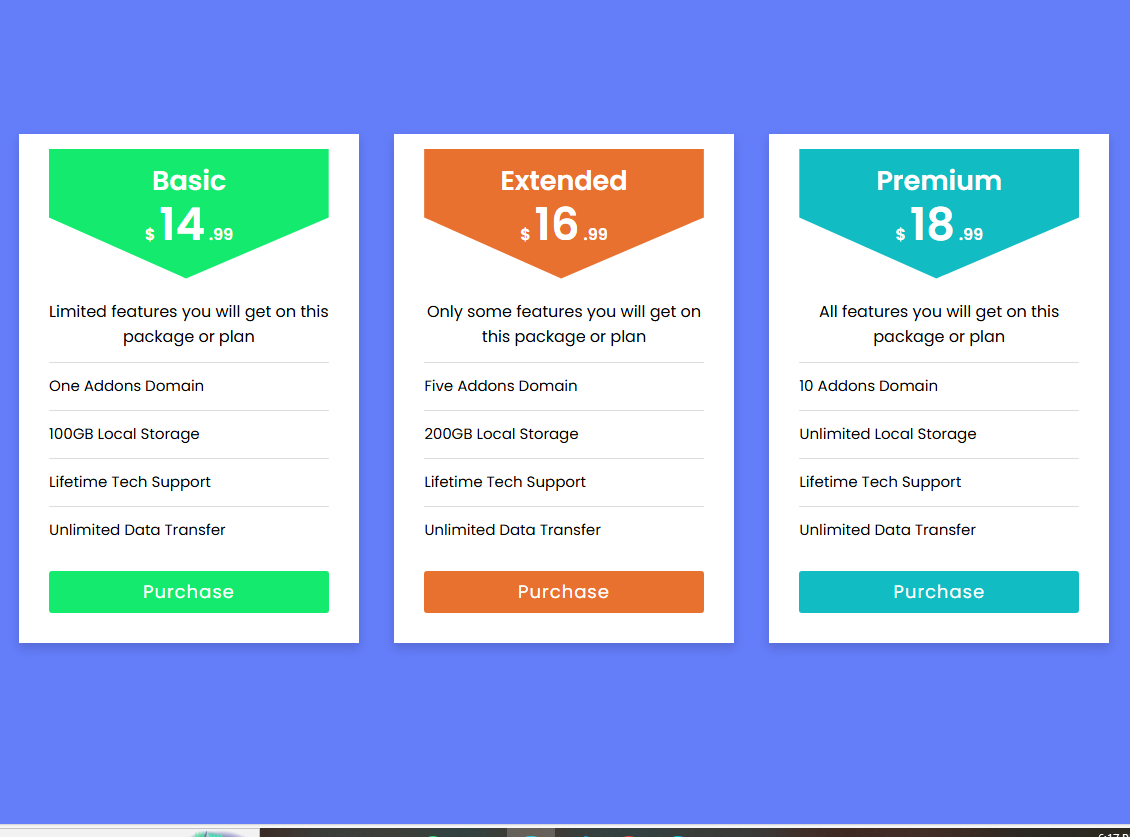 Basic
$ 14 .99
Limited features you will get on this
package or plan
One Addons Domain
100GB Local Storage
Lifetime Tech Support
Unlimited Data Transfer
Purchase
Extended
$ 16 .99
Only some features you will get on
this package or plan
Five Addons Domain
200GB Local Storage
Lifetime Tech Support
Unlimited Data Transfer
Purchase
Premium
$ 18 .99
All features you will get on this
package or plan
10 Addons Domain
Unlimited Local Storage
Lifetime Tech Support
Unlimited Data Transfer
Purchase